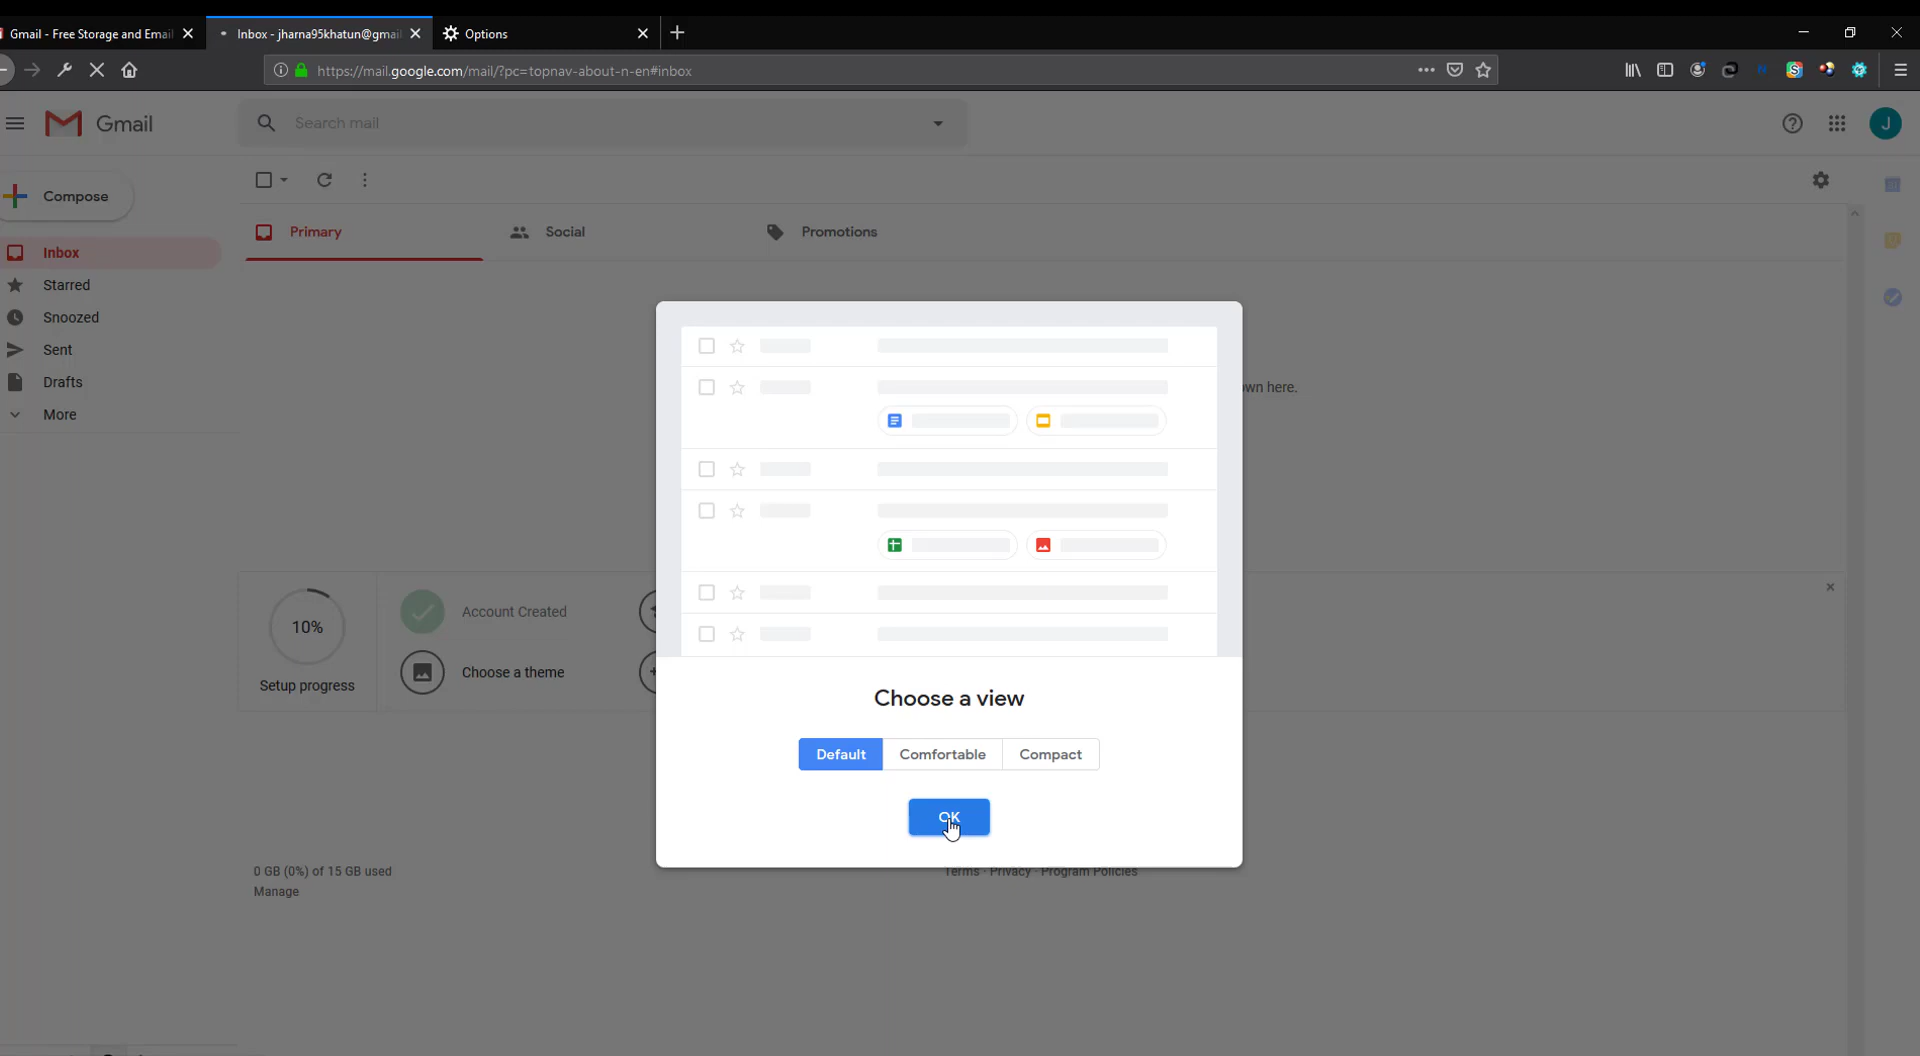 Gmail - Free Storage and Emai
Inbox - jharna95khatun@gmai
Options
https://mail.google.com/mail/?pc=topnav-about-n-en#inbox
Gmail
Search mail
J
Compose
Primary
Social
Promotions
Inbox
Starred
Snoozed
Sent
Drafts
More
own here.
10%
Setup progress
Account Created
Choose a theme
Choose a view
Default
Comfortable
Compact
OK
0 GB (0%) of 15 GB used
Manage
Terms · Privacy · Program Policies